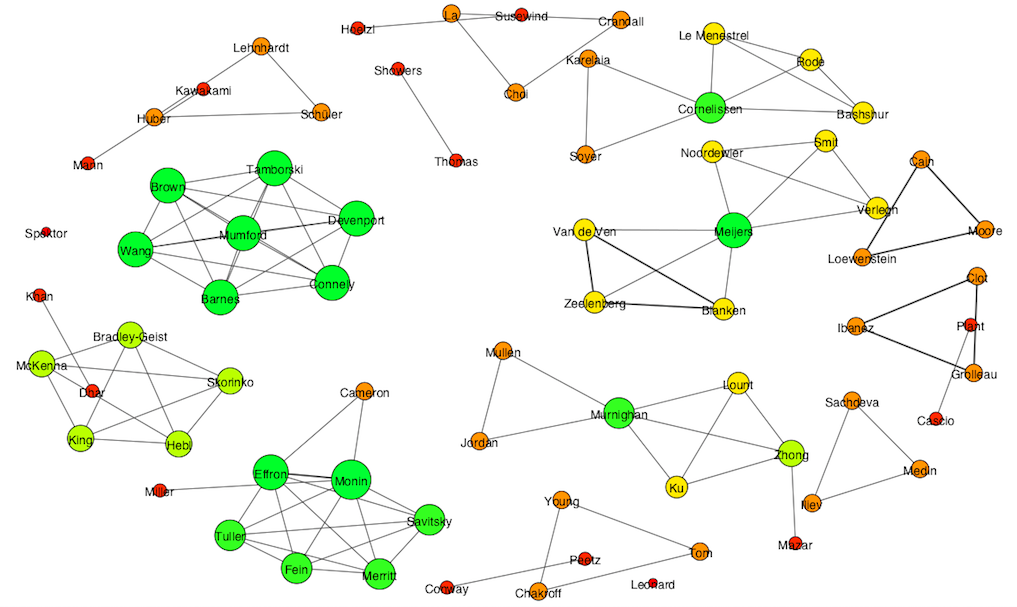 La
Susewind
Crandall
Hoelzl
Le Menestrel
Lehnhardt
Karelaia
Rode
Showers
Kawakami
Choi
Cornelissen
Bashshur
Huber
Schüler
Smit
Mann
Thomas
Soyer
Noordewier
Cain
Tamborski
Brown
Verlegh
Devenport
Spektor
Mumford
Van de Ven
Meijers
Moore
Wang
Loewenstein
Connely
Clot
Khan
Barnes
Zeelenberg
Blanken
Ibanez
Plant
Bradley-Geist
McKenna
Mullen
Grolleau
Skorinko
Dhar
Cameron
Lount
Sachdeva
Murnighan
Cascio
King
Hebl
Jordan
Zhong
Medin
Effron
Monin
Miller
Ku
Young
Iliev
Savitsky
Tuller
Mazar
Tom
Fein
Merritt
Paetz
Conway
Chakroff
Leonard